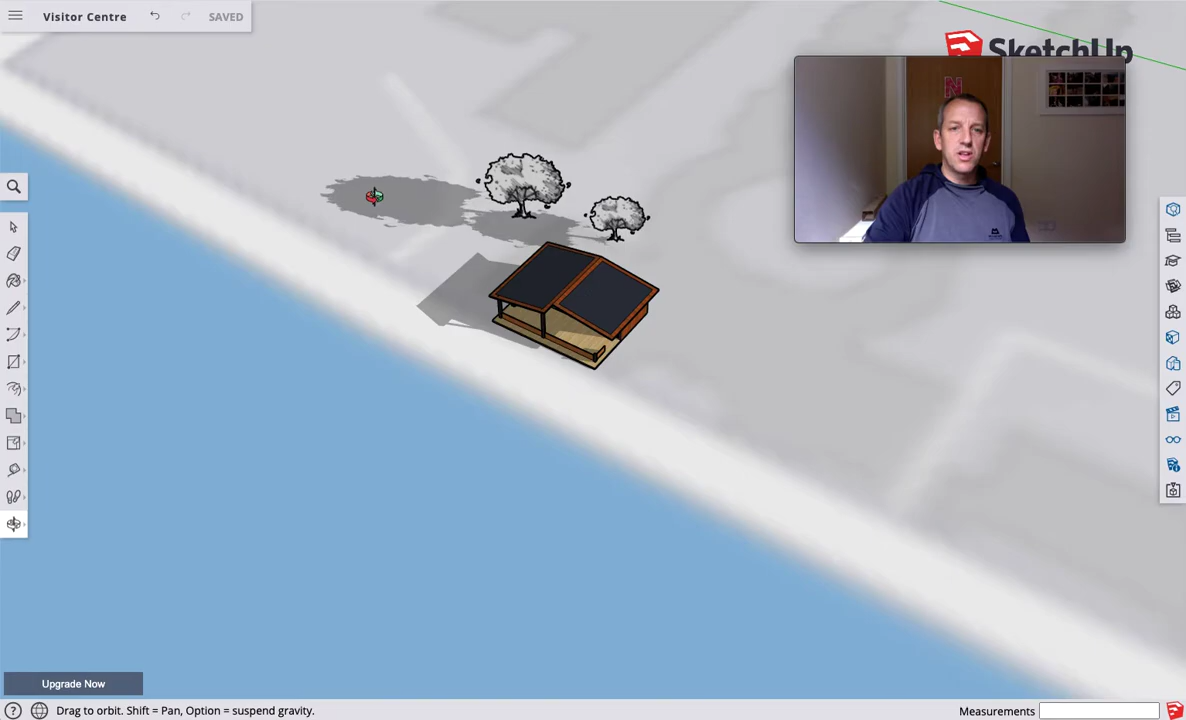 Visitor Centre
SAVED
SketchUp
N
Upgrade Now
Drag to orbit. Shift = Pan, Option = suspend gravity.
Measurements